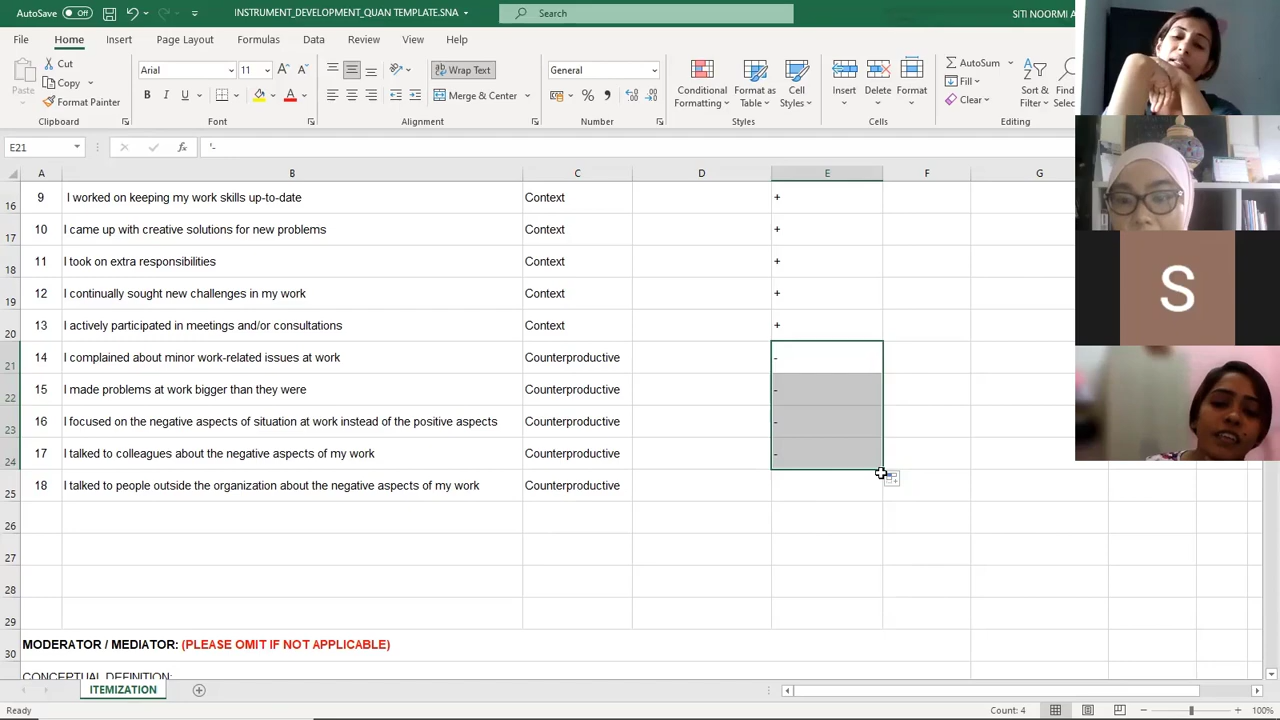 AutoSave Off INSTRUMENT_DEVELOPMENT_QUAN TEMPLATE.SNA Search SITI NOORMI A
File Home Insert Page Layout Formulas Data Review View Help
Paste Cut Copy Format Painter Clipboard
Arial 11 A A B I U A Font
Wrap Text Merge & Center Alignment
General % Number
Conditional Formatting Format as Table Cell Styles Styles
Insert Delete Format Cells
AutoSum Fill Clear Sort & Filter Editing
E21 fx '-
A B C D E F G
16 9 I worked on keeping my work skills up-to-date Context +
17 10 I came up with creative solutions for new problems Context +
18 11 I took on extra responsibilities Context +
19 12 I continually sought new challenges in my work Context +
20 13 I actively participated in meetings and/or consultations Context +
21 14 I complained about minor work-related issues at work Counterproductive -
22 15 I made problems at work bigger than they were Counterproductive -
23 16 I focused on the negative aspects of situation at work instead of the positive aspects Counterproductive -
24 17 I talked to colleagues about the negative aspects of my work Counterproductive -
25 18 I talked to people outside the organization about the negative aspects of my work Counterproductive
26
27
28
29
30 MODERATOR / MEDIATOR: (PLEASE OMIT IF NOT APPLICABLE)
CONCEPTUAL DEFINITION:
ITEMIZATION
Ready Count: 4 100%
S